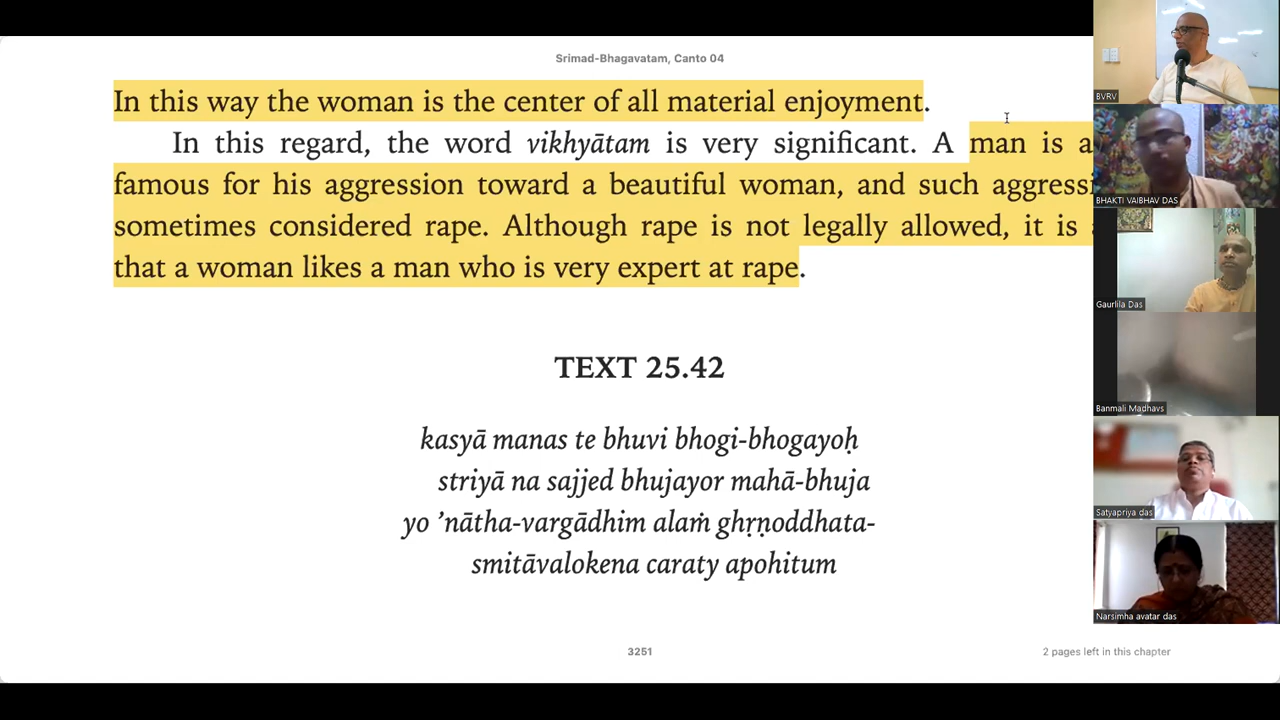 Srimad-Bhagavatam, Canto 04
In this way the woman is the center of all material enjoyment.
In this regard, the word vikhyātam is very significant. A man is a
famous for his aggression toward a beautiful woman, and such aggressi
sometimes considered rape. Although rape is not legally allowed, it is
that a woman likes a man who is very expert at rape.
TEXT 25.42
kasyā manas te bhuvi bhogi-bhogayoḥ
striyā na sajjed bhujayor mahā-bhuja
yo ’nātha-vargādhim alaṁ ghṛṇoddhata-
smitāvalokena caraty apohitum
3251
2 pages left in this chapter
BVRV
BHAKTI VAIBHAV DAS
Gaurlila Das
Banmali Madhavs
Satyapriya das
Narsimha avatar das